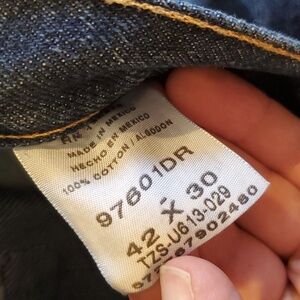 MADE IN MEXICO
HECHO EN MEXICO
100% COTTON / ALGODON
97601DR
42 X 30
TZS-U613-029